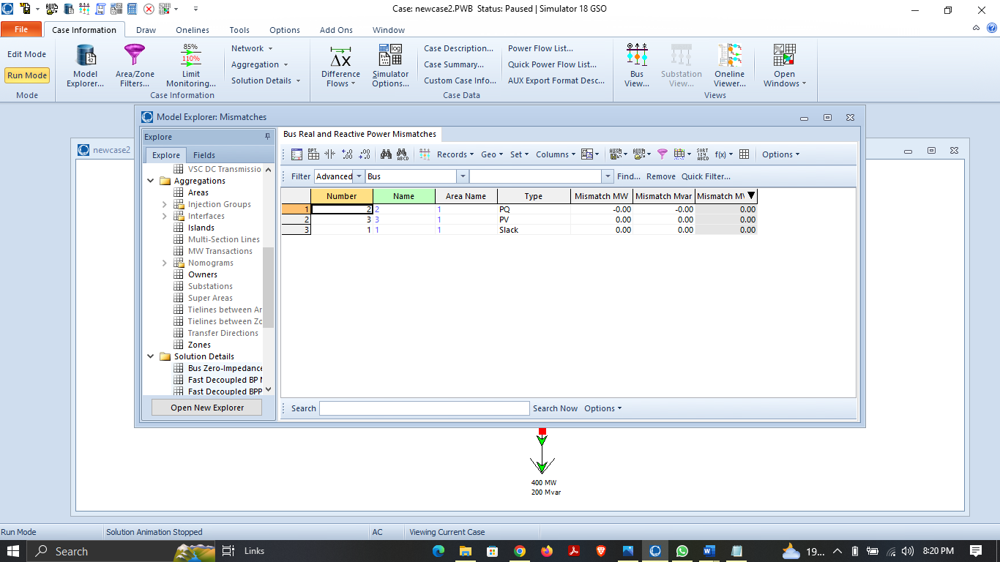 Case: newcase2.PWB Status: Paused | Simulator 18 GSO
File Case Information Draw Onelines Tools Options Add Ons Window
Edit Mode
Run Mode
Mode
Model Explorer...
Area/Zone Filters...
85%
110%
Limit Monitoring...
Network
Aggregation
Solution Details
Case Information
ΔX
Difference Flows
Simulator Options...
Case Description...
Case Summary...
Custom Case Info...
Power Flow List...
Quick Power Flow List...
AUX Export Format Desc...
Case Data
Bus View...
Substation View...
Oneline Viewer...
Open Windows
Views
newcase2
Model Explorer: Mismatches
Explore
Explore Fields
VSC DC Transmissio
Aggregations
Areas
Injection Groups
Interfaces
Islands
Multi-Section Lines
MW Transactions
Nomograms
Owners
Substations
Super Areas
Tielines between Ar
Tielines between Zo
Transfer Directions
Zones
Solution Details
Bus Zero-Impedance
Fast Decoupled BP M
Fast Decoupled BPP
Open New Explorer
Bus Real and Reactive Power Mismatches
Records Geo Set Columns SORT 124 ABCD f(x) Options
Filter Advanced Bus Find... Remove Quick Filter...
Number Name Area Name Type Mismatch MW Mismatch Mvar Mismatch MV
1 2 2 1 PQ -0.00 -0.00 0.00
2 3 3 1 PV 0.00 0.00 0.00
3 1 1 1 Slack 0.00 0.00 0.00
Search Search Now Options
400 MW
200 Mvar
Run Mode Solution Animation Stopped AC Viewing Current Case
Search Links 19... 8:20 PM